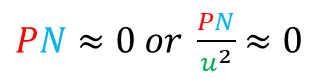 PN ≈ 0 or PN/u² ≈ 0